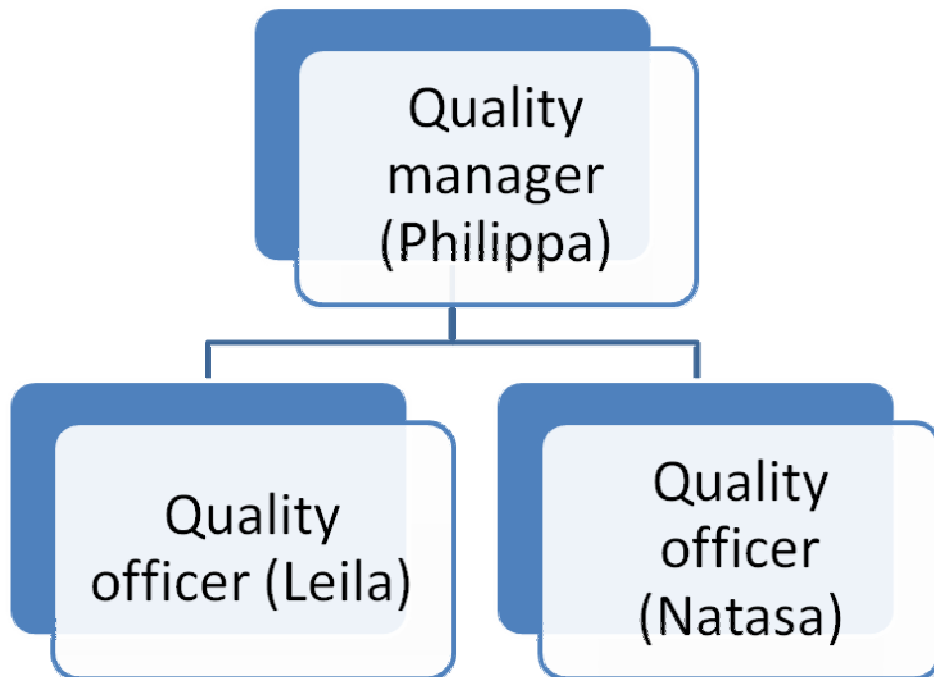 Quality
manager
(Philippa)
Quality
officer (Leila)
Quality
officer
(Natasa)